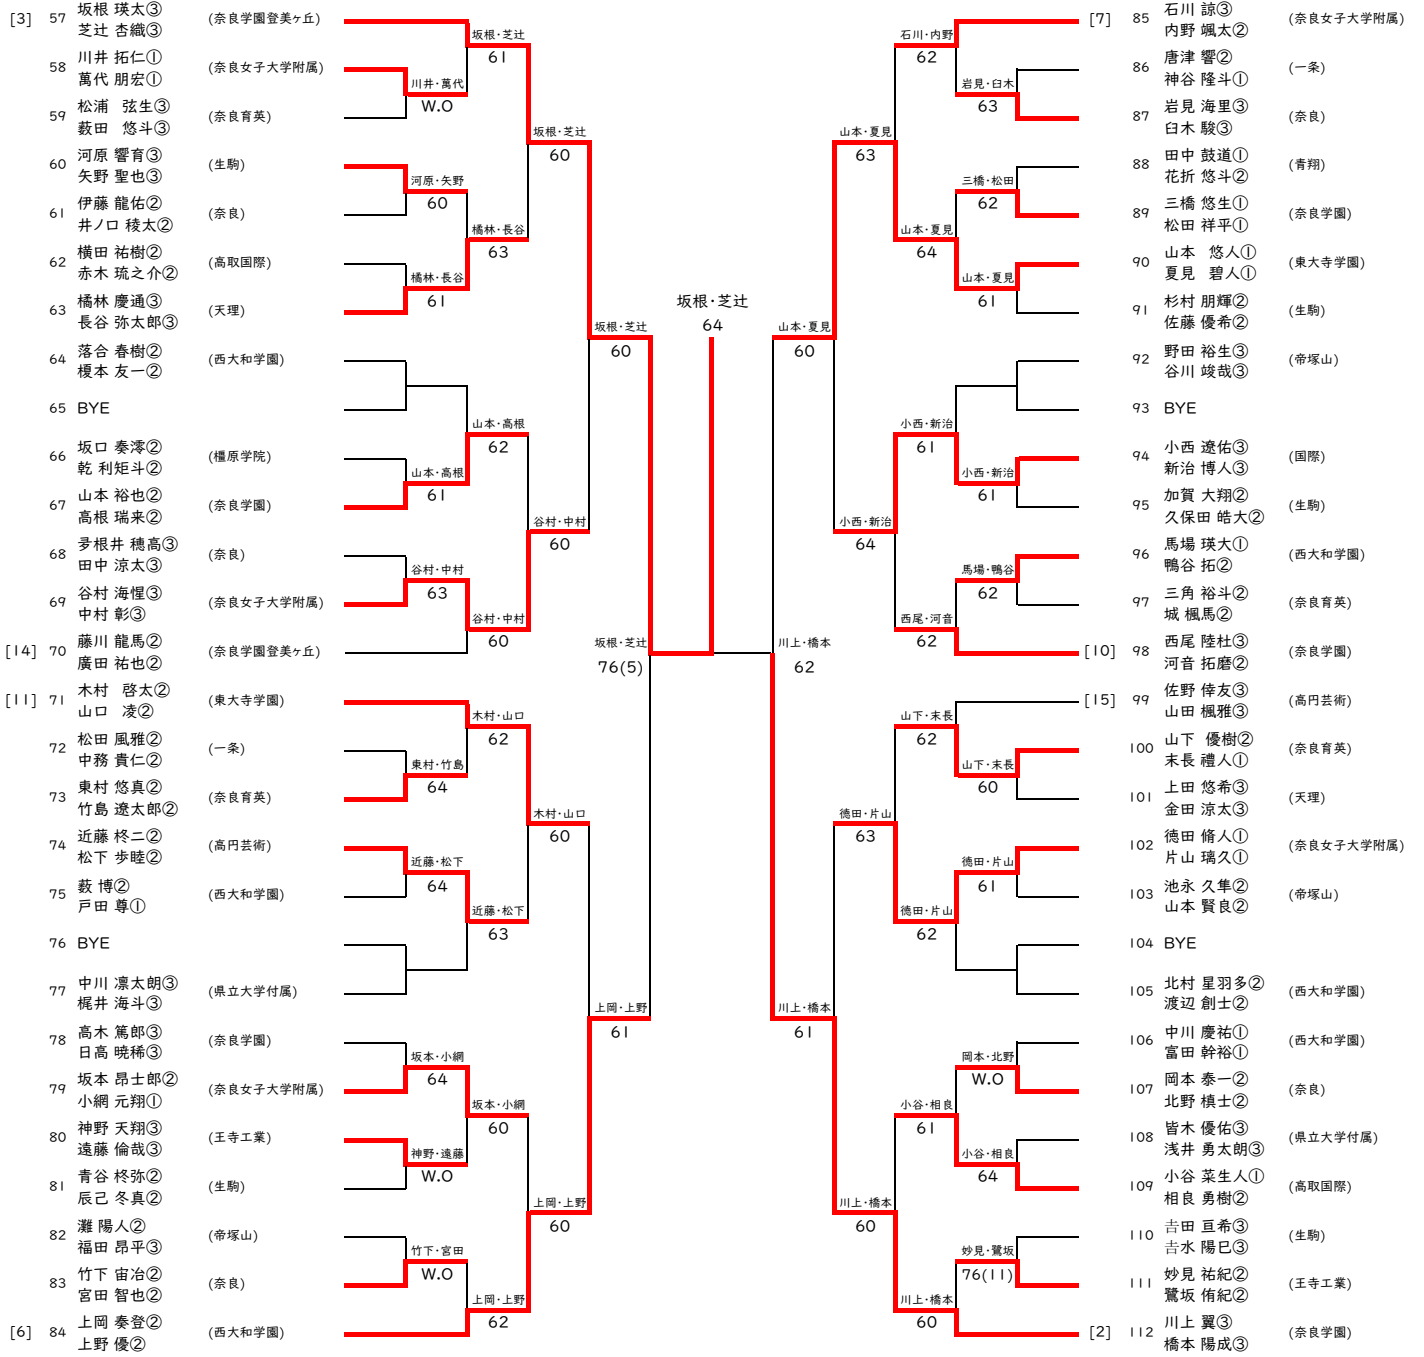 [3] 57 坂根 瑛太③ (奈良学園登美ヶ丘)
芝辻 杏織③
58 川井 拓仁① (奈良女子大学附属)
萬代 朋宏①
59 松浦 弦生③ (奈良育英)
薮田 悠斗③
60 河原 響育③ (生駒)
矢野 聖也③
61 伊藤 龍佑② (奈良)
井ノ口 稜太②
62 横田 祐樹② (高取国際)
赤木 琉之介②
63 橘林 慶通③ (天理)
長谷 弥太郎③
64 落合 春樹② (西大和学園)
榎本 友一②
65 BYE
66 坂口 奏澪② (橿原学院)
乾 利矩斗②
67 山本 裕也② (奈良学園)
高根 瑞来②
68 多根井 穂高③ (奈良)
田中 涼太③
69 谷村 海惺③ (奈良女子大学附属)
中村 彰③
[14] 70 藤川 龍馬② (奈良学園登美ヶ丘)
廣田 祐也②
[11] 71 木村 啓太② (東大寺学園)
山口 凌②
72 松田 風雅② (一条)
中務 貴仁②
73 東村 悠真② (奈良育英)
竹島 遼太郎②
74 近藤 柊二② (高円芸術)
松下 歩睦②
75 薮 博② (西大和学園)
戸田 尊①
76 BYE
77 中川 凛太朗③ (県立大学付属)
梶井 海斗③
78 高木 篤郎③ (奈良学園)
日高 暁稀③
79 坂本 昂士郎② (奈良女子大学附属)
小綱 元翔①
80 神野 天翔③ (王寺工業)
遠藤 倫哉③
81 青谷 柊弥② (生駒)
辰己 冬真②
82 灘 陽人② (帝塚山)
福田 昂平③
83 竹下 宙冶② (奈良)
宮田 智也②
[6] 84 上岡 奏登② (西大和学園)
上野 優②
川井・萬代
W.O
河原・矢野
60
橘林・長谷
61
山本・高根
61
谷村・中村
63
東村・竹島
64
近藤・松下
64
坂本・小綱
64
神野・遠藤
W.O
竹下・宮田
W.O
坂根・芝辻
61
橘林・長谷
63
山本・高根
62
谷村・中村
60
木村・山口
62
近藤・松下
63
坂本・小綱
60
上岡・上野
62
坂根・芝辻
60
谷村・中村
60
木村・山口
60
上岡・上野
60
坂根・芝辻
60
上岡・上野
61
坂根・芝辻
76(5)
坂根・芝辻
64
川上・橋本
62
山本・夏見
60
川上・橋本
61
山本・夏見
63
小西・新治
64
徳田・片山
63
川上・橋本
60
石川・内野
62
山本・夏見
64
小西・新治
61
西尾・河音
62
山下・末長
62
徳田・片山
62
小谷・相良
61
川上・橋本
60
岩見・臼木
63
三橋・松田
62
山本・夏見
61
小西・新治
61
馬場・鴨谷
62
山下・末長
60
徳田・片山
61
岡本・北野
W.O
小谷・相良
64
妙見・鷺坂
76(11)
[7] 85 石川 諒③ (奈良女子大学附属)
内野 颯太②
86 唐津 響② (一条)
神谷 隆斗①
87 岩見 海里③ (奈良)
臼木 駿③
88 田中 鼓道① (青翔)
花折 悠斗②
89 三橋 悠生① (奈良学園)
松田 祥平①
90 山本 悠人① (東大寺学園)
夏見 碧人①
91 杉村 朋輝② (生駒)
佐藤 優希②
92 野田 裕生③ (帝塚山)
谷川 竣哉③
93 BYE
94 小西 遼佑③ (国際)
新治 博人③
95 加賀 大翔② (生駒)
久保田 皓大②
96 馬場 瑛大① (西大和学園)
鴨谷 拓②
97 三角 裕斗② (奈良育英)
城 楓馬②
[10] 98 西尾 陸杜③ (奈良学園)
河音 拓磨②
[15] 99 佐野 倖友③ (高円芸術)
山田 楓雅③
100 山下 優樹② (奈良育英)
末長 禮人①
101 上田 悠希③ (天理)
金田 涼太③
102 徳田 脩人① (奈良女子大学附属)
片山 璃久①
103 池永 久隼② (帝塚山)
山本 賢良②
104 BYE
105 北村 星羽多② (西大和学園)
渡辺 創士②
106 中川 慶祐① (西大和学園)
富田 幹裕①
107 岡本 泰一② (奈良)
北野 槙士②
108 皆木 優佑③ (県立大学付属)
浅井 勇太朗③
109 小谷 菜生人① (高取国際)
相良 勇樹②
110 𠮷田 亘希③ (生駒)
𠮷水 陽巳③
111 妙見 祐紀② (王寺工業)
鷺坂 侑紀②
[2] 112 川上 翼③ (奈良学園)
橋本 陽成③